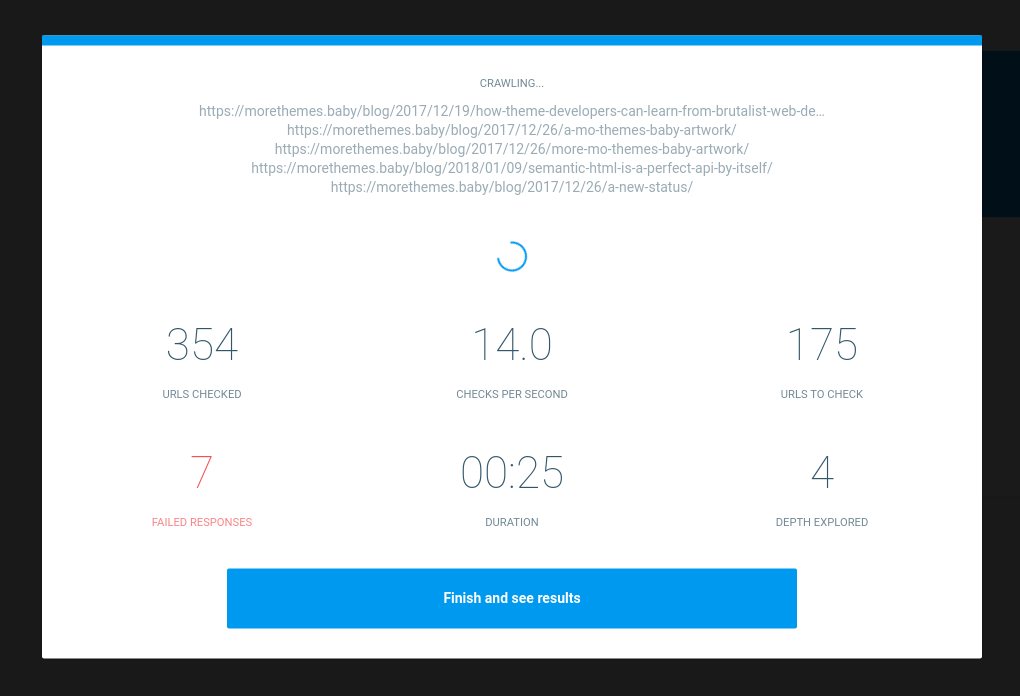 CRAWLING...
https://morethemes.baby/blog/2017/12/19/how-theme-developers-can-learn-from-brutalist-web-de...
https://morethemes.baby/blog/2017/12/26/a-mo-themes-baby-artwork/
https://morethemes.baby/blog/2017/12/26/more-mo-themes-baby-artwork/
https://morethemes.baby/blog/2018/01/09/semantic-html-is-a-perfect-api-by-itself/
https://morethemes.baby/blog/2017/12/26/a-new-status/
354 14.0 175
URLS CHECKED CHECKS PER SECOND URLS TO CHECK
7 00:25 4
FAILED RESPONSES DURATION DEPTH EXPLORED
Finish and see results